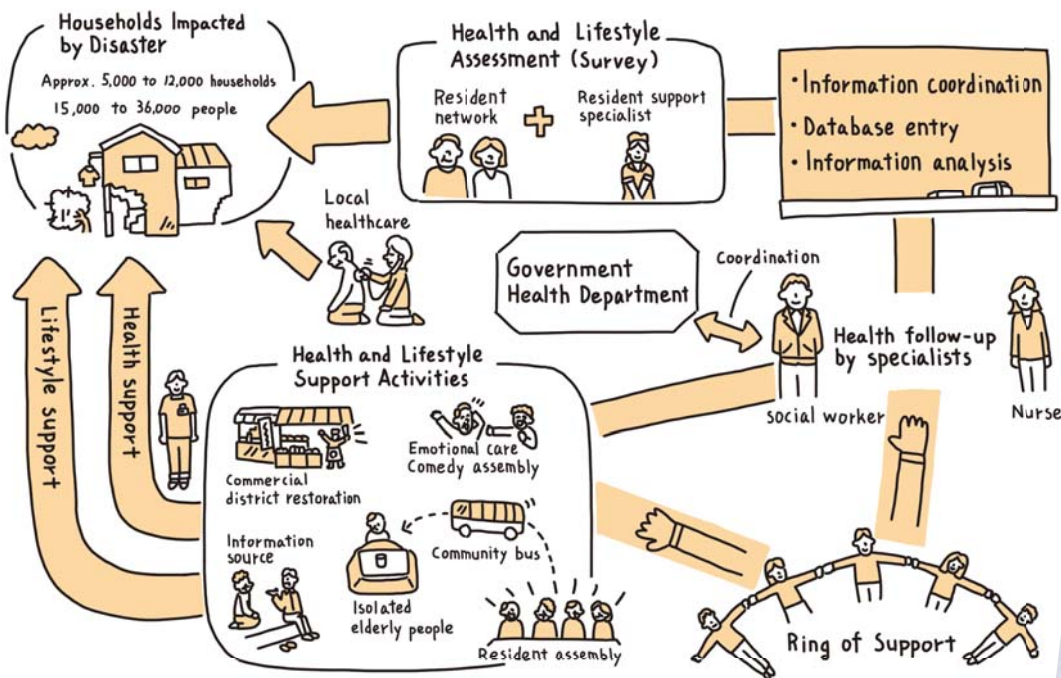 Households Impacted
by Disaster
Approx. 5,000 to 12,000 households
15,000 to 36,000 people
Health and Lifestyle
Assessment (Survey)
Resident
network
Resident support
specialist
・Information coordination
・Database entry
・Information analysis
Local
healthcare
Government
Health Department
Coordination
Health follow-up
by specialists
social worker
Nurse
Lifestyle support
Health support
Health and Lifestyle
Support Activities
Commercial
district restoration
Emotional care
Comedy assembly
Information
source
Community bus
Isolated
elderly people
Resident assembly
Ring of Support